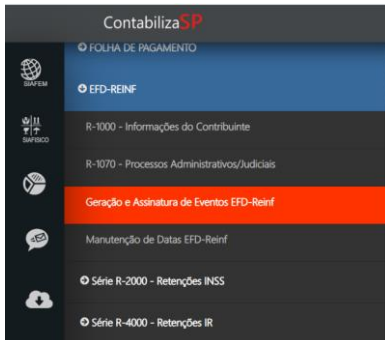 ContabilizaSP
FOLHA DE PAGAMENTO
SIAFEM
EFD-REINF
R-1000 - Informações do Contribuinte
SIAFISICO
R-1070 - Processos Administrativos/Judiciais
Geração e Assinatura de Eventos EFD-Reinf
Manutenção de Datas EFD-Reinf
Série R-2000 - Retenções INSS
Série R-4000 - Retenções IR